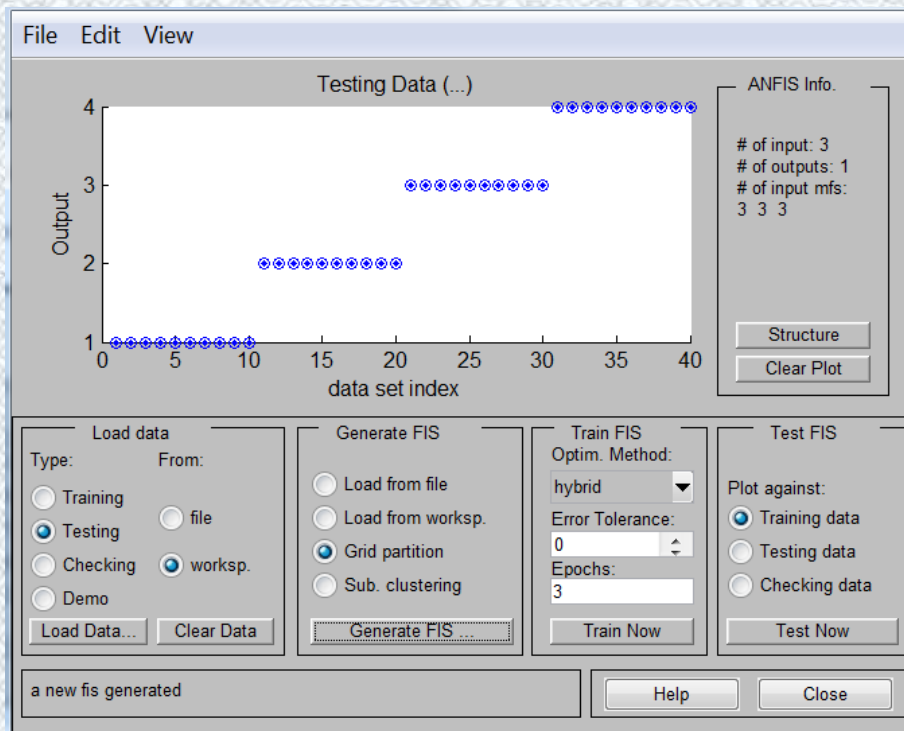 File Edit View
Testing Data (...)
4
3
2
1
Output
0 5 10 15 20 25 30 35 40
data set index
ANFIS Info.
# of input: 3
# of outputs: 1
# of input mfs:
3 3 3
Structure
Clear Plot
Load data
Type: From:
Training
Testing
Checking
Demo
file
worksp.
Load Data... Clear Data
Generate FIS
Load from file
Load from worksp.
Grid partition
Sub. clustering
Generate FIS ...
Train FIS
Optim. Method:
hybrid
Error Tolerance:
0
Epochs:
3
Train Now
Test FIS
Plot against:
Training data
Testing data
Checking data
Test Now
a new fis generated
Help Close